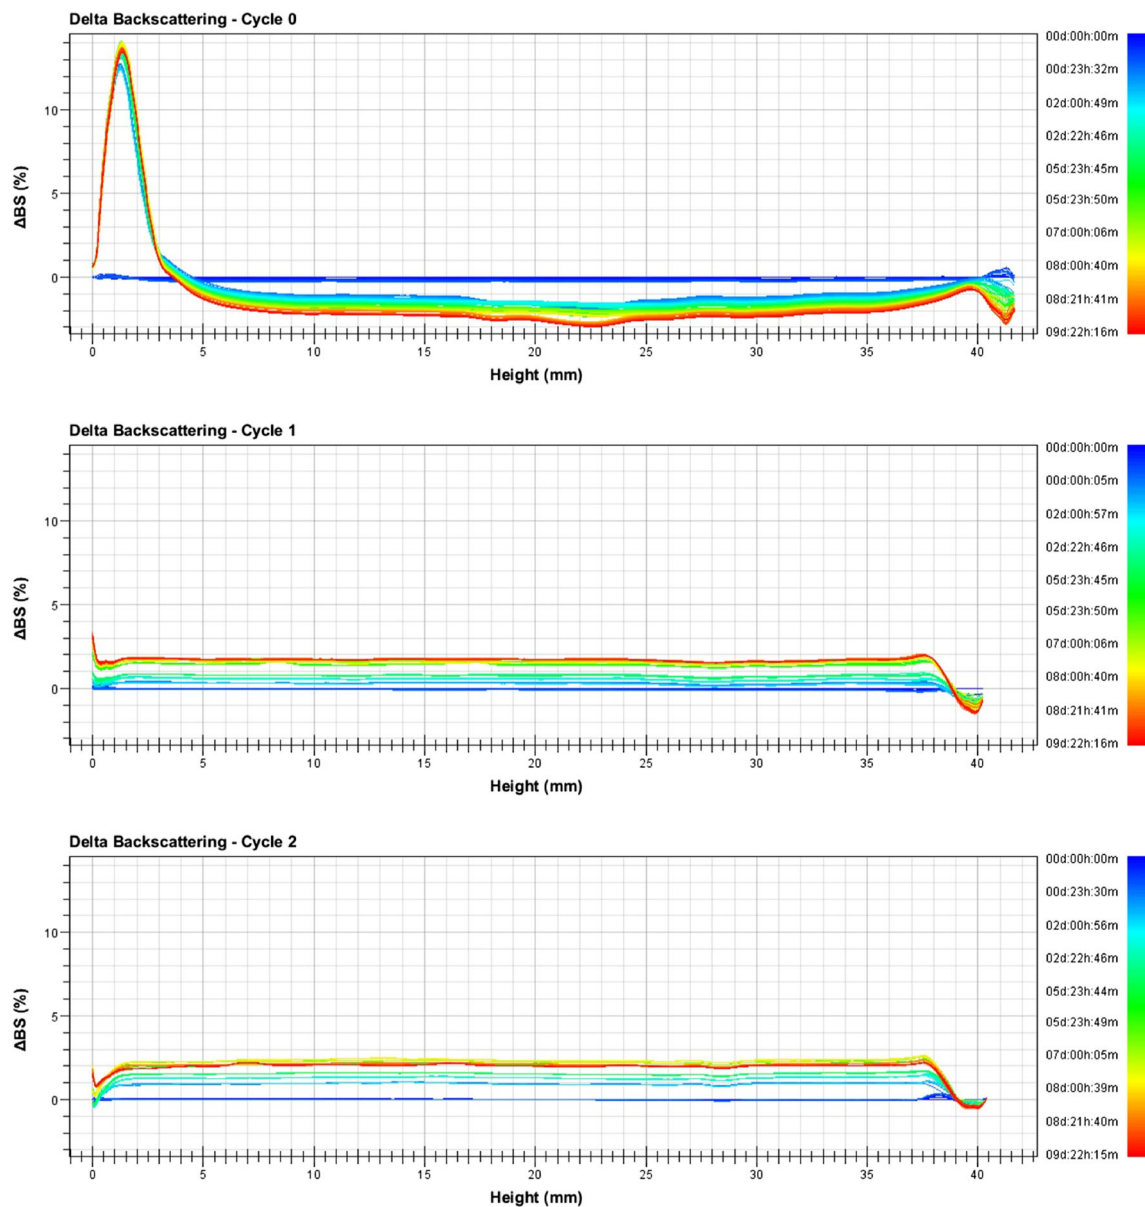 Delta Backscattering - Cycle 0
ΔBS (%)
10
5
0
0 5 10 15 20 25 30 35 40
Height (mm)
00d:00h:00m
00d:23h:32m
02d:00h:49m
02d:22h:46m
05d:23h:45m
05d:23h:50m
07d:00h:06m
08d:00h:40m
08d:21h:41m
09d:22h:16m
Delta Backscattering - Cycle 1
ΔBS (%)
10
5
0
0 5 10 15 20 25 30 35 40
Height (mm)
00d:00h:00m
00d:00h:05m
02d:00h:57m
02d:22h:46m
05d:23h:45m
05d:23h:50m
07d:00h:06m
08d:00h:40m
08d:21h:41m
09d:22h:16m
Delta Backscattering - Cycle 2
ΔBS (%)
10
5
0
0 5 10 15 20 25 30 35 40
Height (mm)
00d:00h:00m
00d:23h:30m
02d:00h:56m
02d:22h:46m
05d:23h:44m
05d:23h:49m
07d:00h:05m
08d:00h:39m
08d:21h:40m
09d:22h:15m